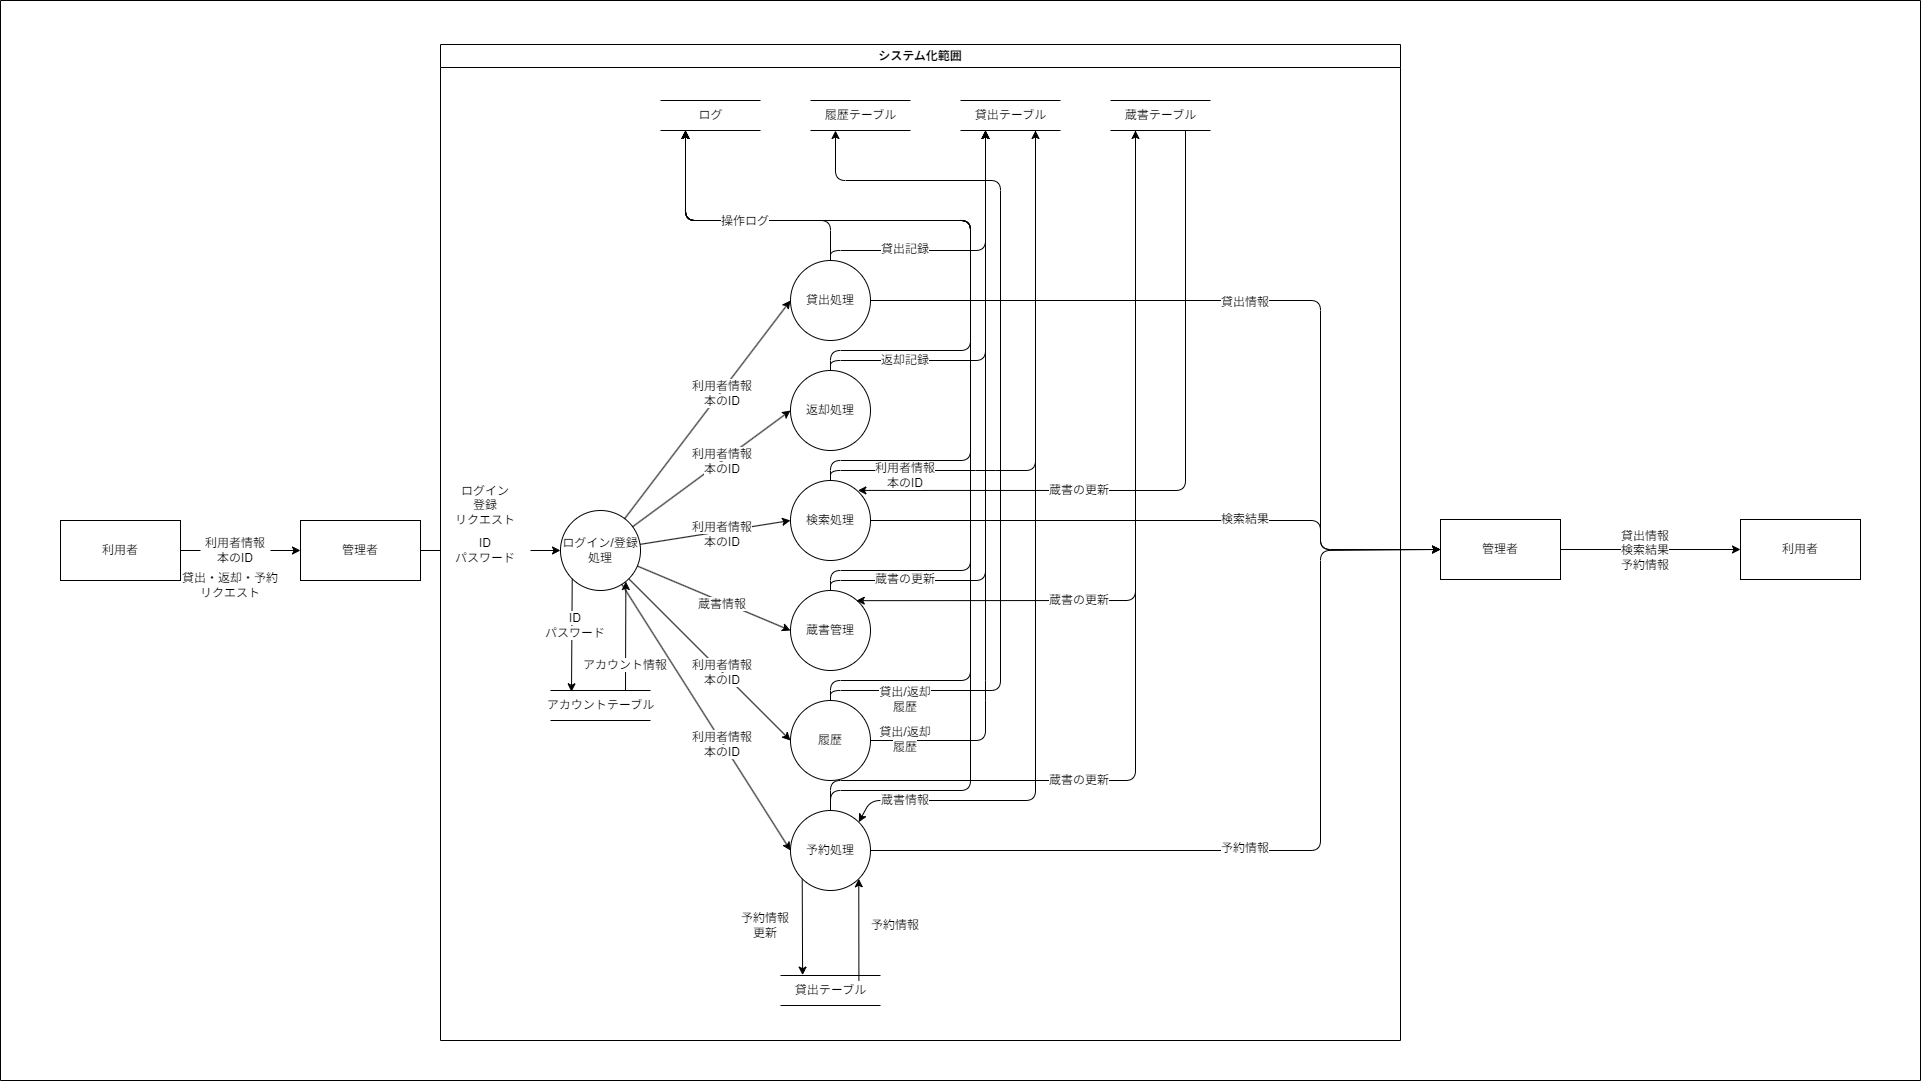 システム化範囲
ログ
履歴テーブル
貸出テーブル
蔵書テーブル
操作ログ
貸出記録
貸出処理
貸出情報
返却記録
利用者情報
本のID
返却処理
利用者情報
本のID
利用者情報
本のID
蔵書の更新
ログイン
登録
リクエスト
ID
パスワード
利用者
利用者情報
本のID
貸出・返却・予約
リクエスト
管理者
ログイン/登録
処理
利用者情報
本のID
検索処理
検索結果
管理者
貸出情報
検索結果
予約情報
利用者
蔵書の更新
蔵書の更新
蔵書情報
蔵書管理
ID
パスワード
アカウント情報
アカウントテーブル
利用者情報
本のID
貸出/返却
履歴
履歴
貸出/返却
履歴
利用者情報
本のID
蔵書の更新
蔵書情報
予約処理
予約情報
予約情報
更新
予約情報
貸出テーブル